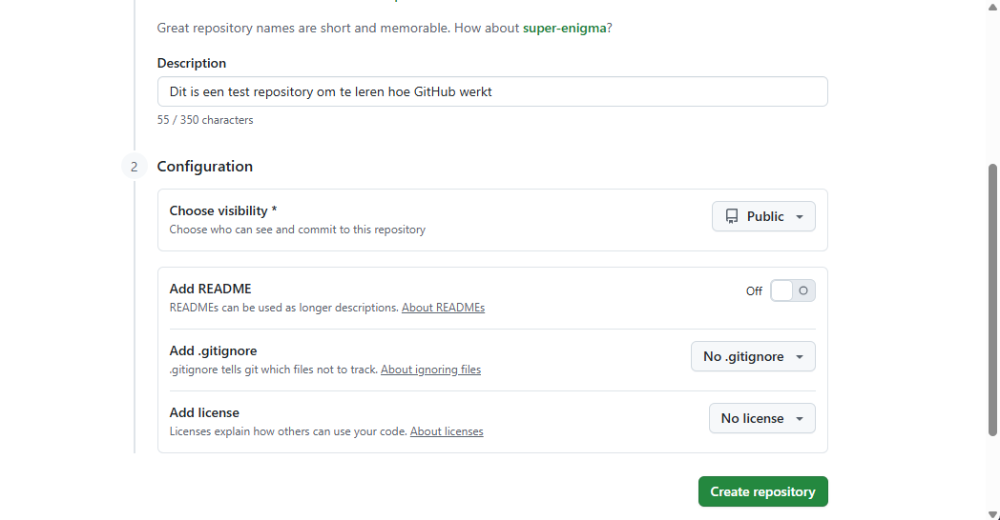 Great repository names are short and memorable. How about super-enigma?
Description
Dit is een test repository om te leren hoe GitHub werkt
55 / 350 characters
2 Configuration
Choose visibility *
Choose who can see and commit to this repository
Public
Add README
READMEs can be used as longer descriptions. About READMEs
Off
Add .gitignore
.gitignore tells git which files not to track. About ignoring files
No .gitignore
Add license
Licenses explain how others can use your code. About licenses
No license
Create repository